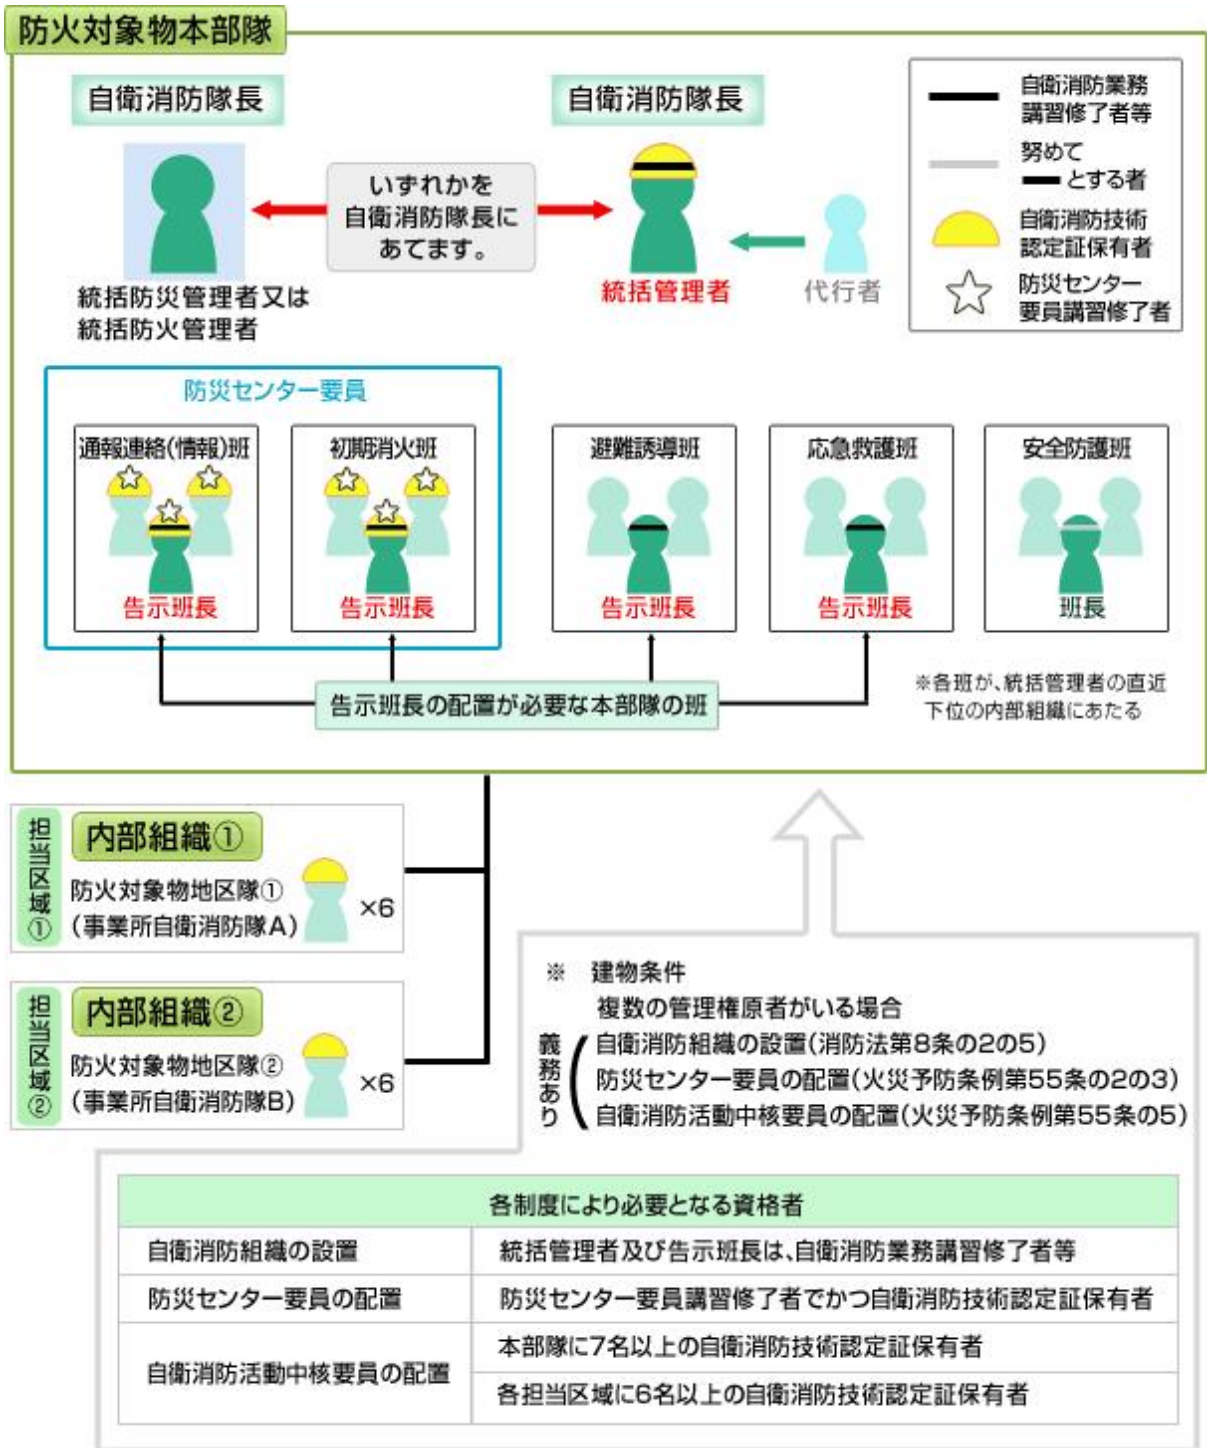 防火対象物本部隊
自衛消防隊長
自衛消防隊長
いずれかを
自衛消防隊長に
あてます。
統括防災管理者又は
統括防火管理者
統括管理者
代行者
自衛消防業務
講習修了者等
努めて
とする者
自衛消防技術
認定証保有者
防災センター
要員講習修了者
防災センター要員
通報連絡(情報)班
告示班長
初期消火班
告示班長
避難誘導班
告示班長
応急救護班
告示班長
安全防護班
班長
告示班長の配置が必要な本部隊の班
※各班が、統括管理者の直近
下位の内部組織にあたる
担当区域①
内部組織①
防火対象物地区隊①
(事業所自衛消防隊A)
×6
担当区域②
内部組織②
防火対象物地区隊②
(事業所自衛消防隊B)
×6
※ 建物条件
複数の管理権原者がいる場合
義務あり
自衛消防組織の設置(消防法第8条の2の5)
防災センター要員の配置(火災予防条例第55条の2の3)
自衛消防活動中核要員の配置(火災予防条例第55条の5)
各制度により必要となる資格者
自衛消防組織の設置
統括管理者及び告示班長は、自衛消防業務講習修了者等
防災センター要員の配置
防災センター要員講習修了者でかつ自衛消防技術認定証保有者
自衛消防活動中核要員の配置
本部隊に7名以上の自衛消防技術認定証保有者
各担当区域に6名以上の自衛消防技術認定証保有者